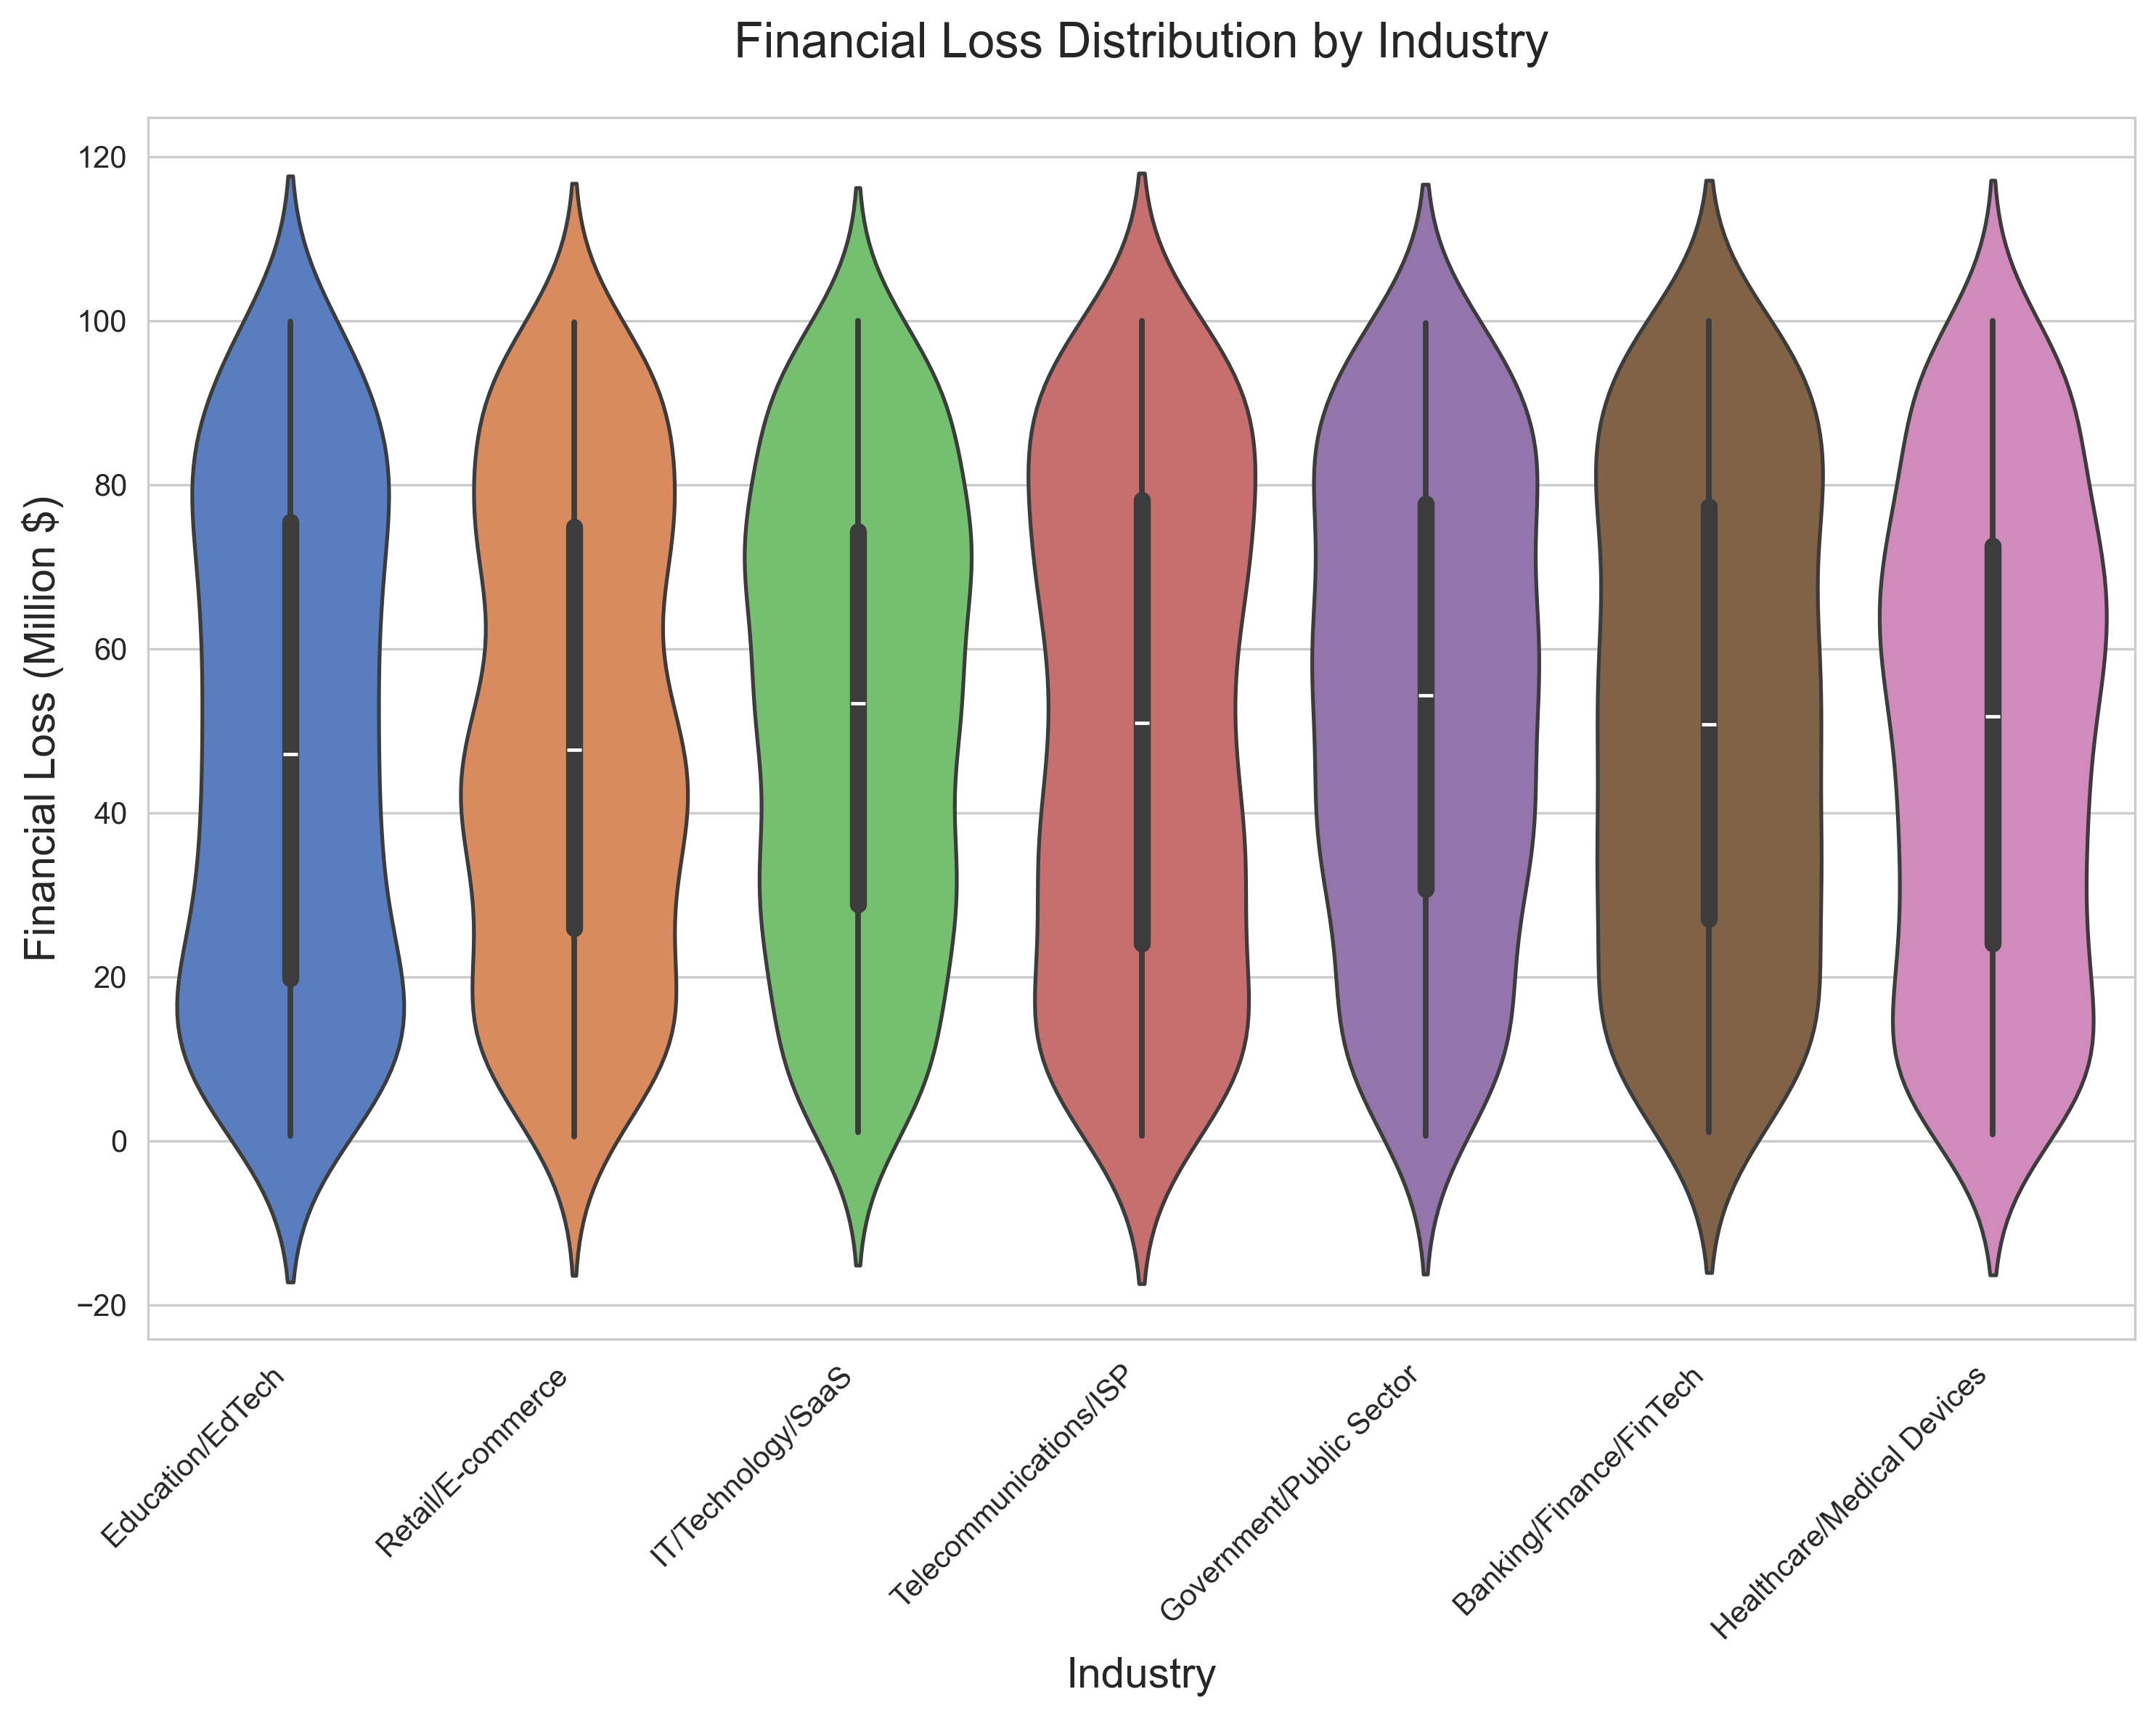 Financial Loss Distribution by Industry
Financial Loss (Million $)
120
100
80
60
40
20
0
−20
Education/EdTech
Retail/E-commerce
IT/Technology/SaaS
Telecommunications/ISP
Government/Public Sector
Banking/Finance/FinTech
Healthcare/Medical Devices
Industry